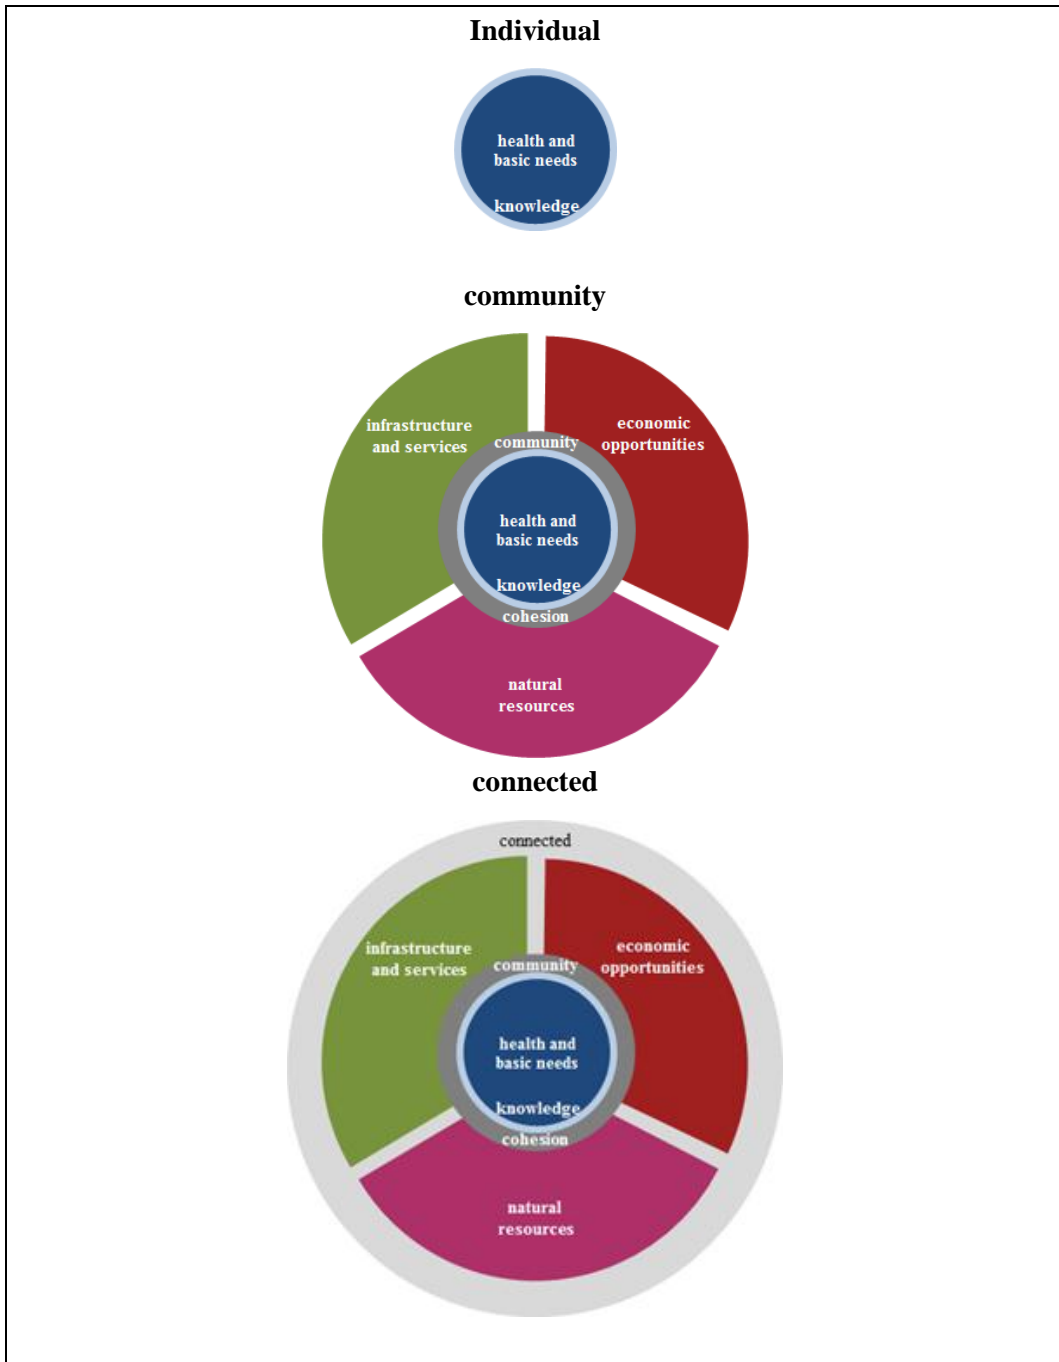 Individual
health and
basic needs
knowledge
community
infrastructure
and services
economic
opportunities
community
health and
basic needs
knowledge
cohesion
natural
resources
connected
connected
infrastructure
and services
economic
opportunities
community
health and
basic needs
knowledge
cohesion
natural
resources